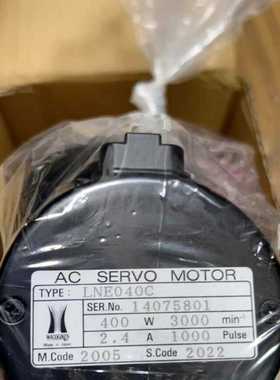 AC SERVO MOTOR
TYPE: LNE040C
SER.No. 14075801
400 W 3000 min⁻¹
2.4 A 1000 Pulse
M.Code 2005 S.Code 2022